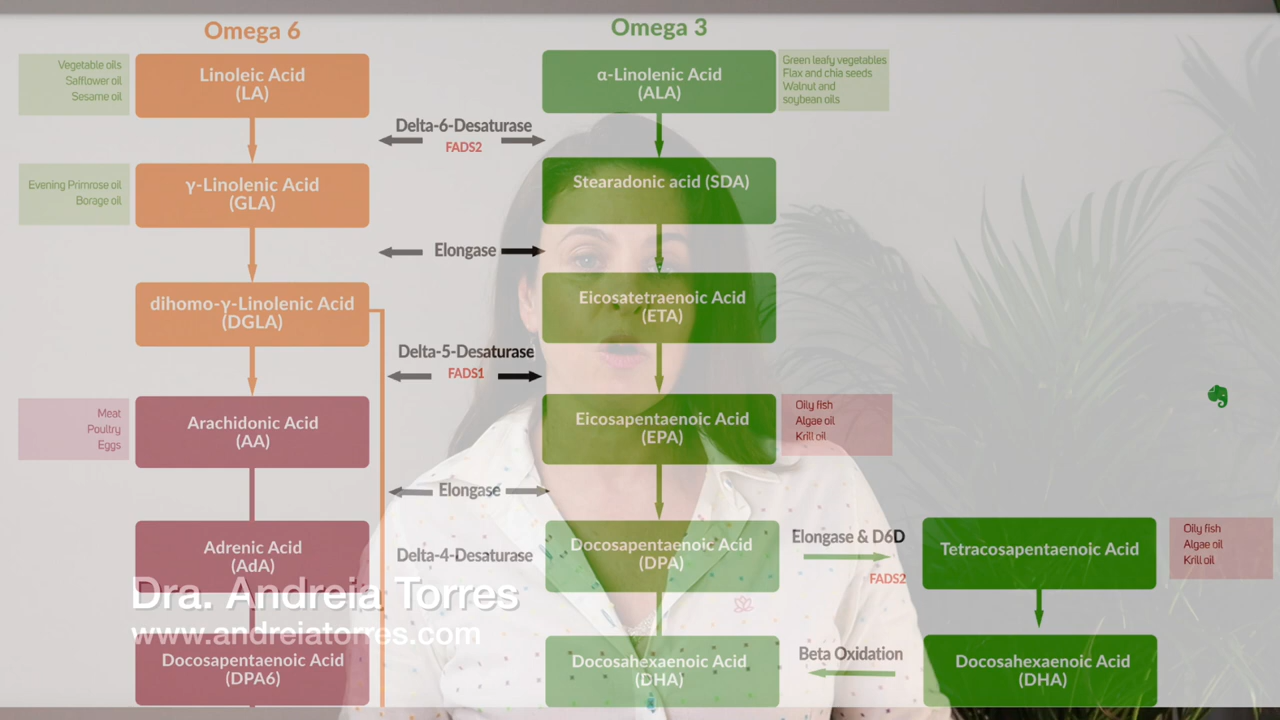 Omega 6
Omega 3
Vegetable oils
Safflower oil
Sesame oil
Linoleic Acid
(LA)
α-Linolenic Acid
(ALA)
Green leafy vegetables
Flax and chia seeds
Walnut and
soybean oils
Delta-6-Desaturase
FADS2
Evening Primrose oil
Borage oil
γ-Linolenic Acid
(GLA)
Stearadonic acid (SDA)
Elongase
dihomo-γ-Linolenic Acid
(DGLA)
Eicosatetraenoic Acid
(ETA)
Delta-5-Desaturase
FADS1
Meat
Poultry
Eggs
Arachidonic Acid
(AA)
Eicosapentaenoic Acid
(EPA)
Oily fish
Algae oil
Krill oil
Elongase
Adrenic Acid
(AdA)
Delta-4-Desaturase
Docosapentaenoic Acid
(DPA)
Elongase & D6D
FADS2
Tetracosapentaenoic Acid
Oily fish
Algae oil
Krill oil
Dra. Andreia Torres
www.andreiatorres.com
Docosapentaenoic Acid
(DPA6)
Docosahexaenoic Acid
(DHA)
Beta Oxidation
Docosahexaenoic Acid
(DHA)